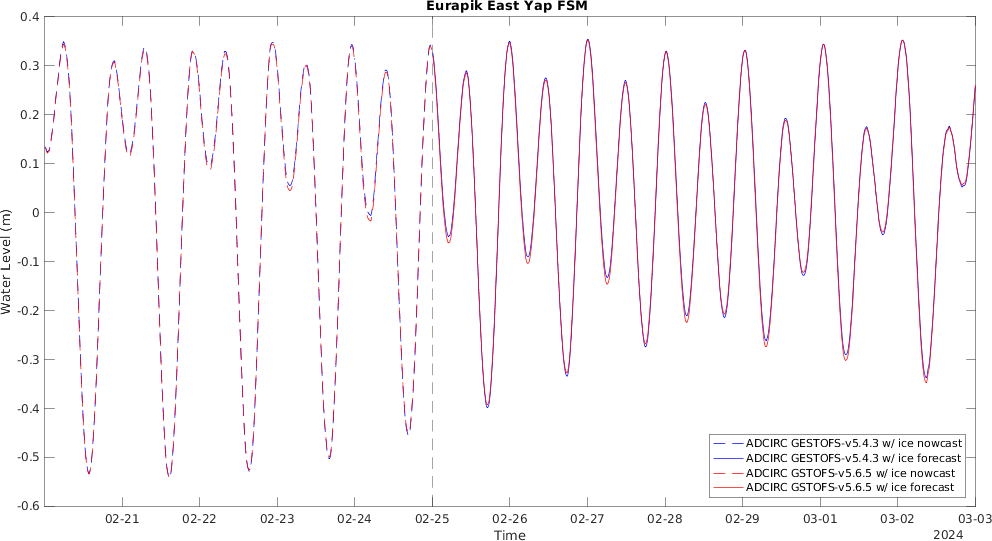 Eurapik East Yap FSM
0.4
0.3
0.2
0.1
0
-0.1
-0.2
-0.3
-0.4
-0.5
-0.6
Water Level (m)
ADCIRC GESTOFS-v5.4.3 w/ ice nowcast
ADCIRC GESTOFS-v5.4.3 w/ ice forecast
ADCIRC GSTOFS-v5.6.5 w/ ice nowcast
ADCIRC GSTOFS-v5.6.5 w/ ice forecast
02-21 02-22 02-23 02-24 02-25 02-26 02-27 02-28 02-29 03-01 03-02 03-03
Time 2024